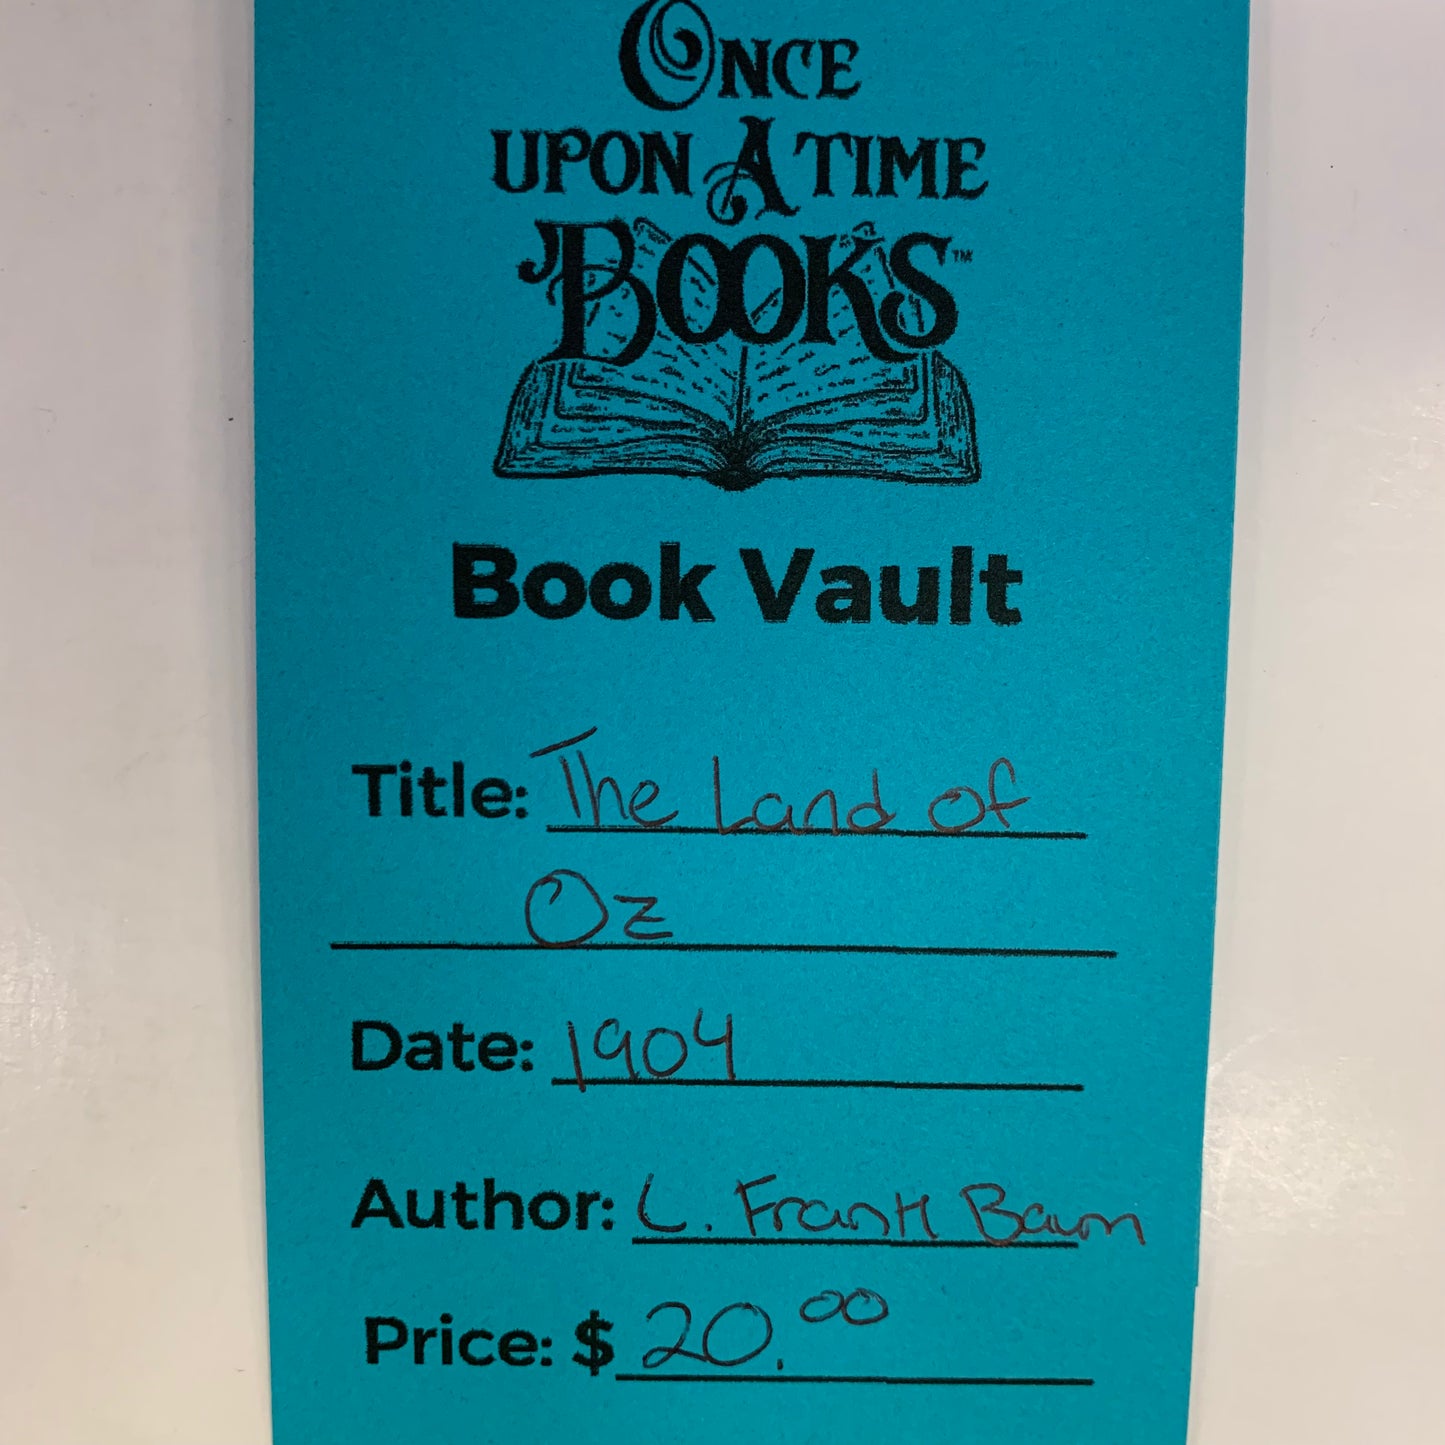 ONCE
UPON A TIME
BOOKS™
Book Vault
Title: The Land of
Oz
Date: 1904
Author: L. Frank Baum
Price: $ 20.00